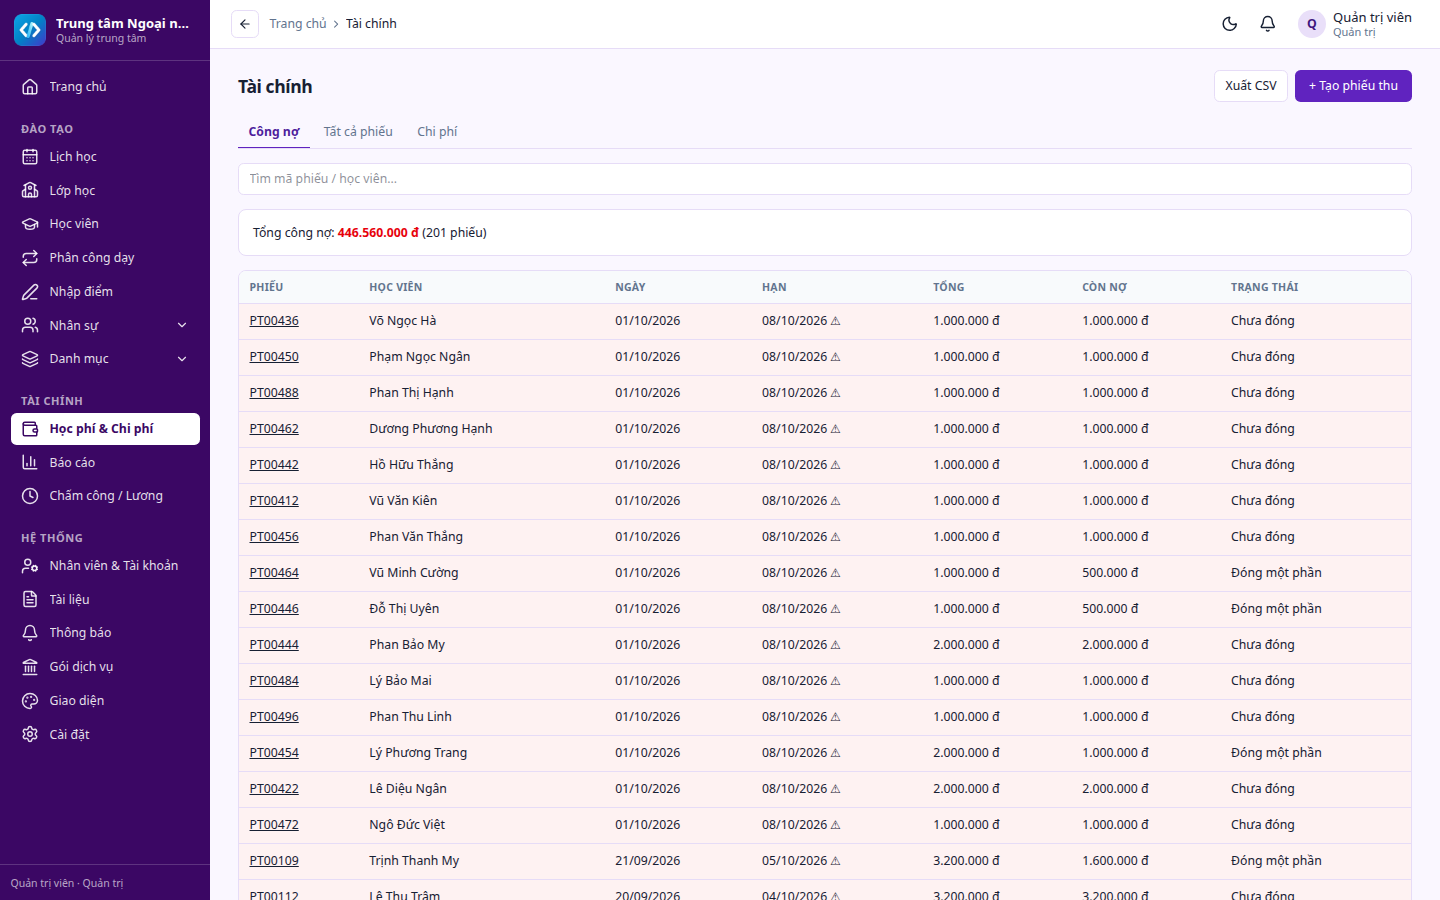 Trung tâm Ngoại n...
Quản lý trung tâm
Trang chủ
ĐÀO TẠO
Lịch học
Lớp học
Học viên
Phân công dạy
Nhập điểm
Nhân sự
Danh mục
TÀI CHÍNH
Học phí & Chi phí
Báo cáo
Chấm công / Lương
HỆ THỐNG
Nhân viên & Tài khoản
Tài liệu
Thông báo
Gói dịch vụ
Giao diện
Cài đặt
Quản trị viên · Quản trị
Trang chủ > Tài chính
Q
Quản trị viên
Quản trị
Tài chính
Xuất CSV
+ Tạo phiếu thu
Công nợ Tất cả phiếu Chi phí
Tìm mã phiếu / học viên...
Tổng công nợ: 446.560.000 đ (201 phiếu)
PHIẾU HỌC VIÊN NGÀY HẠN TỔNG CÒN NỢ TRẠNG THÁI
PT00436 Võ Ngọc Hà 01/10/2026 08/10/2026 ⚠ 1.000.000 đ 1.000.000 đ Chưa đóng
PT00450 Phạm Ngọc Ngân 01/10/2026 08/10/2026 ⚠ 1.000.000 đ 1.000.000 đ Chưa đóng
PT00488 Phan Thị Hạnh 01/10/2026 08/10/2026 ⚠ 1.000.000 đ 1.000.000 đ Chưa đóng
PT00462 Dương Phương Hạnh 01/10/2026 08/10/2026 ⚠ 1.000.000 đ 1.000.000 đ Chưa đóng
PT00442 Hồ Hữu Thắng 01/10/2026 08/10/2026 ⚠ 1.000.000 đ 1.000.000 đ Chưa đóng
PT00412 Vũ Văn Kiên 01/10/2026 08/10/2026 ⚠ 1.000.000 đ 1.000.000 đ Chưa đóng
PT00456 Phan Văn Thắng 01/10/2026 08/10/2026 ⚠ 1.000.000 đ 1.000.000 đ Chưa đóng
PT00464 Vũ Minh Cường 01/10/2026 08/10/2026 ⚠ 1.000.000 đ 500.000 đ Đóng một phần
PT00446 Đỗ Thị Uyên 01/10/2026 08/10/2026 ⚠ 1.000.000 đ 500.000 đ Đóng một phần
PT00444 Phan Bảo My 01/10/2026 08/10/2026 ⚠ 2.000.000 đ 2.000.000 đ Chưa đóng
PT00484 Lý Bảo Mai 01/10/2026 08/10/2026 ⚠ 1.000.000 đ 1.000.000 đ Chưa đóng
PT00496 Phan Thu Linh 01/10/2026 08/10/2026 ⚠ 1.000.000 đ 1.000.000 đ Chưa đóng
PT00454 Lý Phương Trang 01/10/2026 08/10/2026 ⚠ 2.000.000 đ 1.000.000 đ Đóng một phần
PT00422 Lê Diệu Ngân 01/10/2026 08/10/2026 ⚠ 2.000.000 đ 2.000.000 đ Chưa đóng
PT00472 Ngô Đức Việt 01/10/2026 08/10/2026 ⚠ 1.000.000 đ 1.000.000 đ Chưa đóng
PT00109 Trịnh Thanh My 21/09/2026 05/10/2026 ⚠ 3.200.000 đ 1.600.000 đ Đóng một phần
PT00112 Lê Thu Trâm 20/09/2026 04/10/2026 ⚠ 3.200.000 đ 3.200.000 đ Chưa đóng